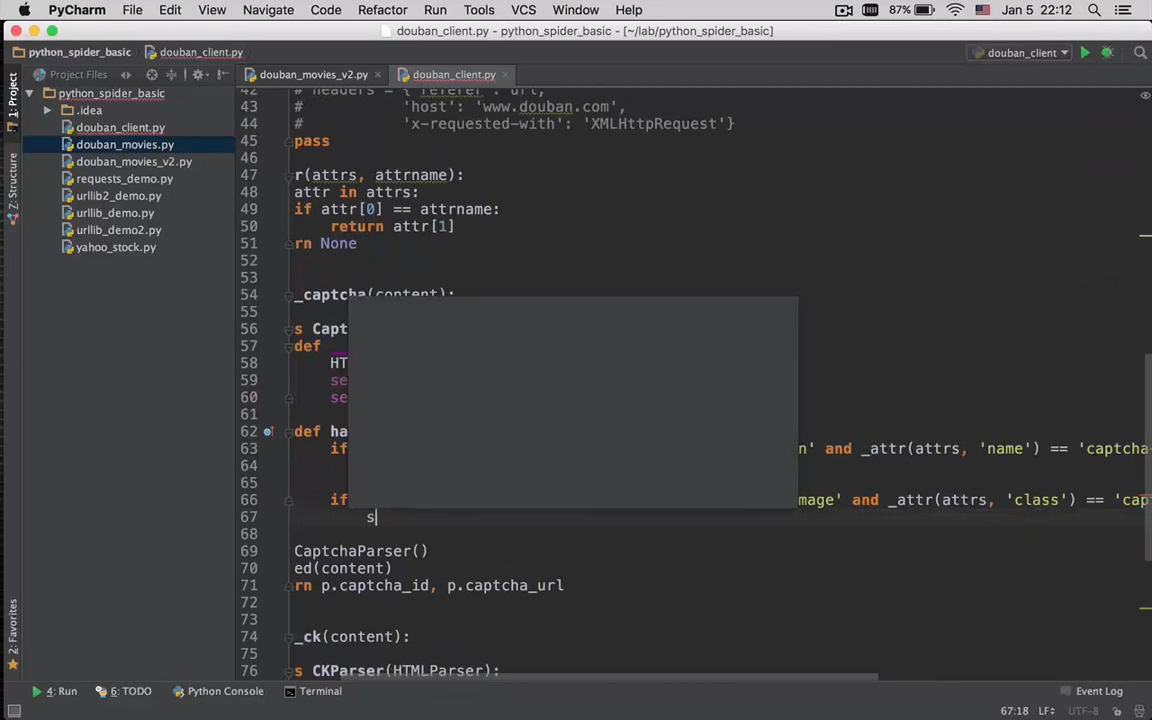 PyCharm File Edit View Navigate Code Refactor Run Tools VCS Window Help 87% Jan 5 22:12
douban_client.py - python_spider_basic - [~/lab/python_spider_basic]
python_spider_basic douban_client.py douban_client
1: Project
Z: Structure
2: Favorites
Project Files
python_spider_basic
.idea
douban_client.py
douban_movies.py
douban_movies_v2.py
requests_demo.py
urllib2_demo.py
urllib_demo.py
urllib_demo2.py
yahoo_stock.py
douban_movies_v2.py douban_client.py
42 # headers = {'referer': url,
43 # 'host': 'www.douban.com',
44 # 'x-requested-with': 'XMLHttpRequest'}
45 pass
46
47 r(attrs, attrname):
48 attr in attrs:
49 if attr[0] == attrname:
50 return attr[1]
51 rn None
52
53
54 _captcha(content):
55
56 s Capt
57 def
58 HT
59 se
60 se
61
62 def ha
63 if n' and _attr(attrs, 'name') == 'captcha-
64
65
66 if mage' and _attr(attrs, 'class') == 'cap
67 s
68
69 CaptchaParser()
70 ed(content)
71 rn p.captcha_id, p.captcha_url
72
73
74 _ck(content):
75
76 s CKParser(HTMLParser):
4: Run 6: TODO Python Console Terminal Event Log
67:18 LF UTF-8